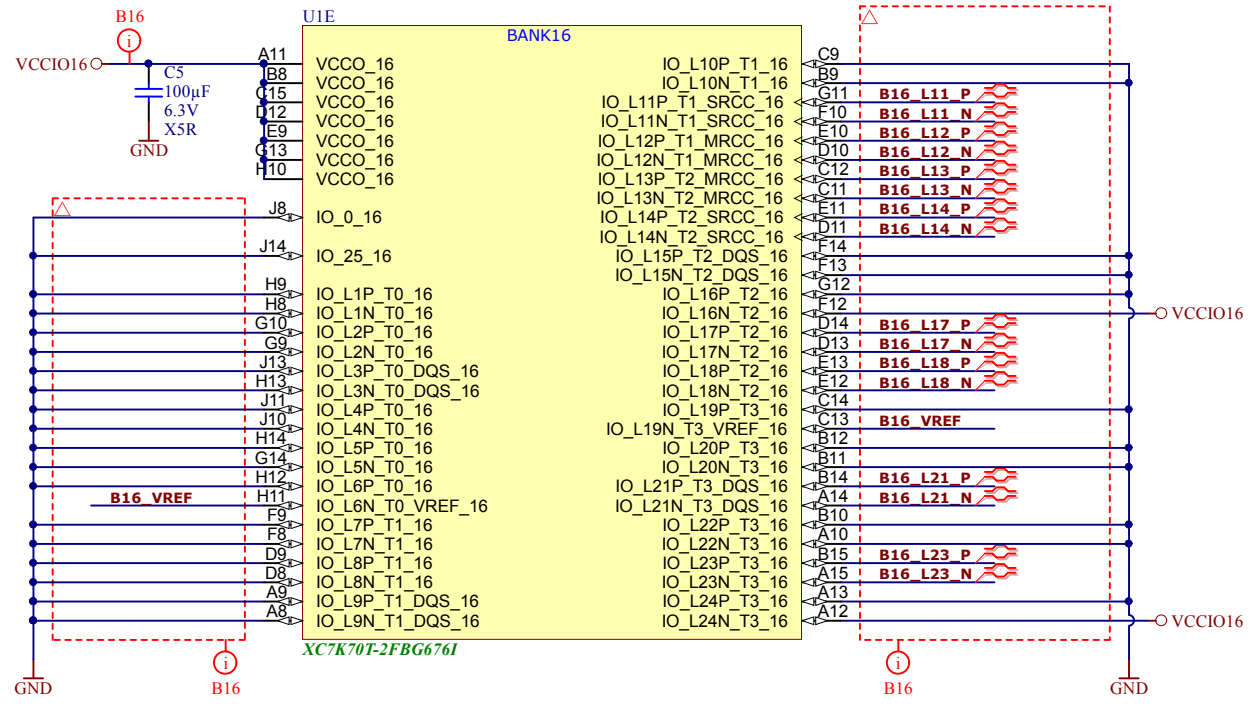 B16
i
VCCIO16
C5
100µF
6.3V
X5R
GND
U1E
BANK16
A11 VCCO_16
B8 VCCO_16
C15 VCCO_16
D12 VCCO_16
E9 VCCO_16
G13 VCCO_16
H10 VCCO_16
J8 IO_0_16
J14 IO_25_16
H9 IO_L1P_T0_16
H8 IO_L1N_T0_16
G10 IO_L2P_T0_16
G9 IO_L2N_T0_16
J13 IO_L3P_T0_DQS_16
H13 IO_L3N_T0_DQS_16
J11 IO_L4P_T0_16
J10 IO_L4N_T0_16
H14 IO_L5P_T0_16
G14 IO_L5N_T0_16
H12 IO_L6P_T0_16
B16_VREF H11 IO_L6N_T0_VREF_16
F9 IO_L7P_T1_16
F8 IO_L7N_T1_16
D9 IO_L8P_T1_16
D8 IO_L8N_T1_16
A9 IO_L9P_T1_DQS_16
A8 IO_L9N_T1_DQS_16
IO_L10P_T1_16 C9
IO_L10N_T1_16 B9
IO_L11P_T1_SRCC_16 G11 B16_L11_P
IO_L11N_T1_SRCC_16 F10 B16_L11_N
IO_L12P_T1_MRCC_16 E10 B16_L12_P
IO_L12N_T1_MRCC_16 D10 B16_L12_N
IO_L13P_T2_MRCC_16 C12 B16_L13_P
IO_L13N_T2_MRCC_16 C11 B16_L13_N
IO_L14P_T2_SRCC_16 E11 B16_L14_P
IO_L14N_T2_SRCC_16 D11 B16_L14_N
IO_L15P_T2_DQS_16 F14
IO_L15N_T2_DQS_16 F13
IO_L16P_T2_16 G12
IO_L16N_T2_16 F12 VCCIO16
IO_L17P_T2_16 D14 B16_L17_P
IO_L17N_T2_16 D13 B16_L17_N
IO_L18P_T2_16 E13 B16_L18_P
IO_L18N_T2_16 E12 B16_L18_N
IO_L19P_T3_16 C14
IO_L19N_T3_VREF_16 C13 B16_VREF
IO_L20P_T3_16 B12
IO_L20N_T3_16 B11
IO_L21P_T3_DQS_16 B14 B16_L21_P
IO_L21N_T3_DQS_16 A14 B16_L21_N
IO_L22P_T3_16 B10
IO_L22N_T3_16 A10
IO_L23P_T3_16 B15 B16_L23_P
IO_L23N_T3_16 A15 B16_L23_N
IO_L24P_T3_16 A13
IO_L24N_T3_16 A12 VCCIO16
XC7K70T-2FBG676I
i
B16
GND
i
B16
GND